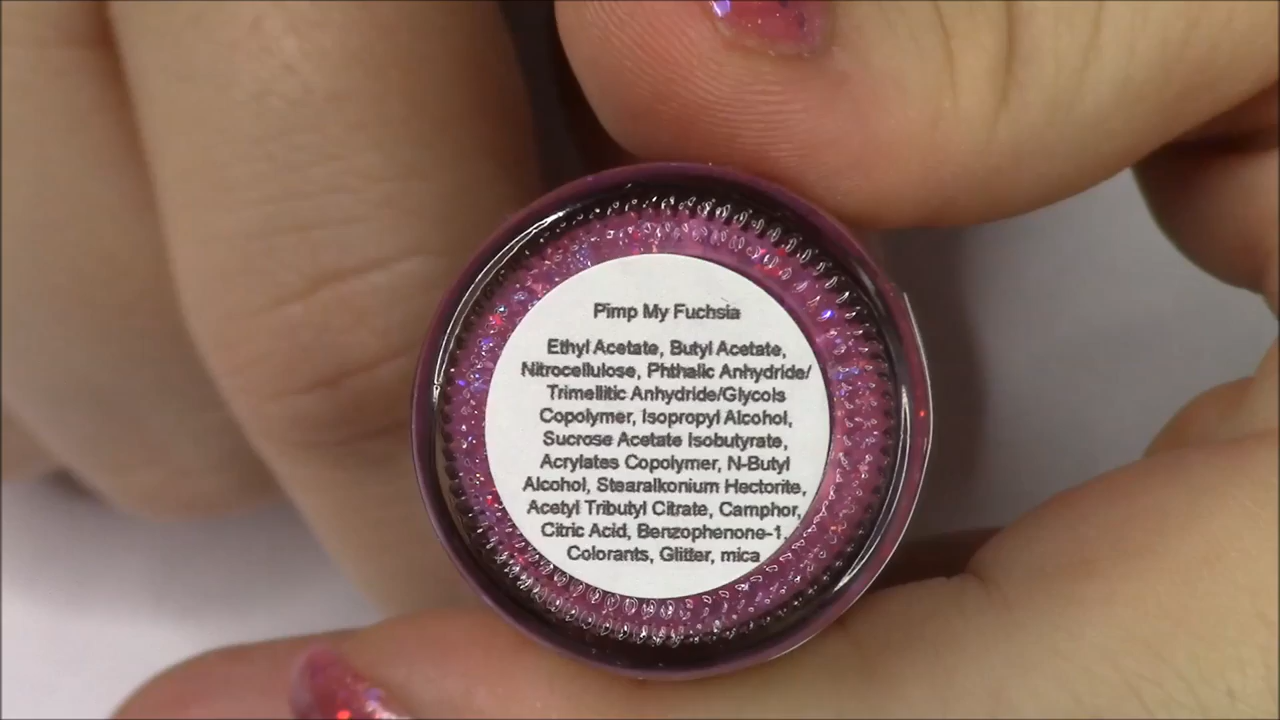 Pimp My Fuchsia
Ethyl Acetate, Butyl Acetate,
Nitrocellulose, Phthalic Anhydride/
Trimellitic Anhydride/Glycols
Copolymer, Isopropyl Alcohol,
Sucrose Acetate Isobutyrate,
Acrylates Copolymer, N-Butyl
Alcohol, Stearalkonium Hectorite,
Acetyl Tributyl Citrate, Camphor,
Citric Acid, Benzophenone-1,
Colorants, Glitter, mica